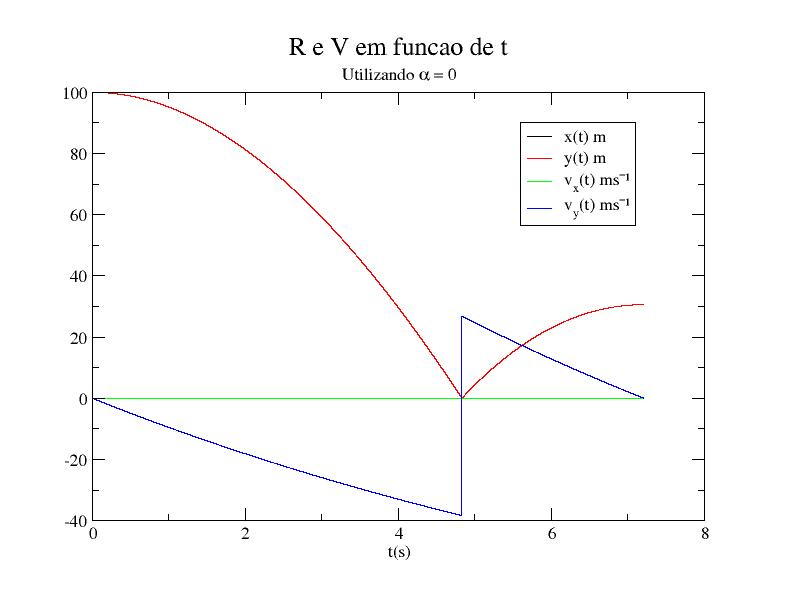 R e V em funcao de t
Utilizando α = 0
100
80
60
40
20
0
-20
-40
x(t) m
y(t) m
vx(t) ms⁻¹
vy(t) ms⁻¹
0 2 4 6 8
t(s)